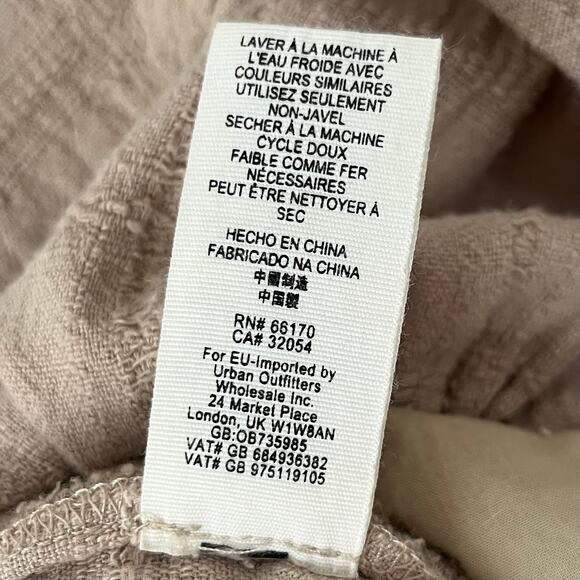 LAVER À LA MACHINE À
L'EAU FROIDE AVEC
COULEURS SIMILAIRES
UTILISEZ SEULEMENT
NON-JAVEL
SECHER À LA MACHINE
CYCLE DOUX
FAIBLE COMME FER
NÉCESSAIRES
PEUT ÊTRE NETTOYER À
SEC
HECHO EN CHINA
FABRICADO NA CHINA
中國制造
中国製
RN# 66170
CA# 32054
For EU-Imported by
Urban Outfitters
Wholesale Inc.
24 Market Place
London, UK W1W8AN
GB:OB735985
VAT# GB 684936382
VAT# GB 975119105